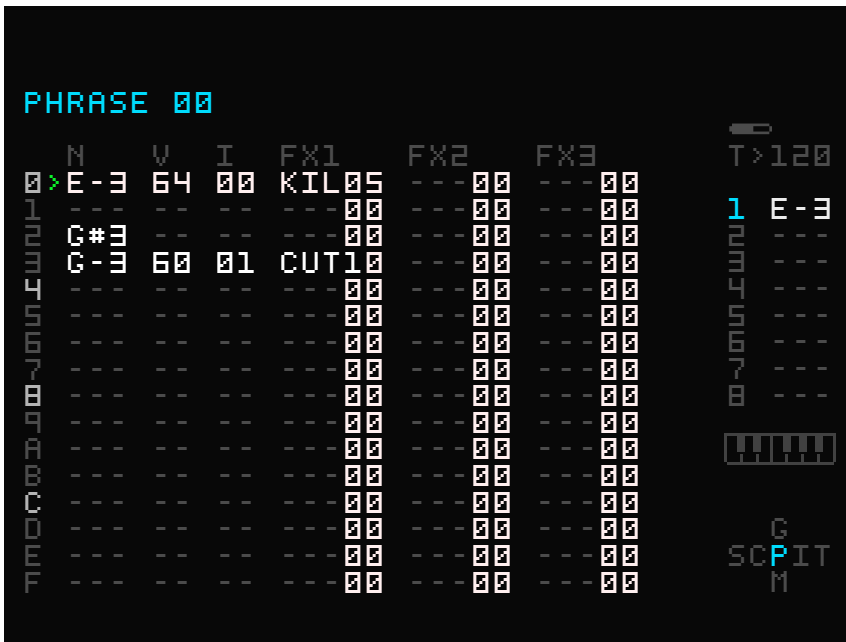 PHRASE 00
N V I FX1 FX2 FX3 T>120
0>E-3 64 00 KIL05 ---00 ---00
1 --- -- -- ---00 ---00 ---00 1 E-3
2 G#3 -- -- ---00 ---00 ---00 2 ---
3 G-3 60 01 CUT10 ---00 ---00 3 ---
4 --- -- -- ---00 ---00 ---00 4 ---
5 --- -- -- ---00 ---00 ---00 5 ---
6 --- -- -- ---00 ---00 ---00 6 ---
7 --- -- -- ---00 ---00 ---00 7 ---
8 --- -- -- ---00 ---00 ---00 8 ---
9 --- -- -- ---00 ---00 ---00
A --- -- -- ---00 ---00 ---00
B --- -- -- ---00 ---00 ---00
C --- -- -- ---00 ---00 ---00
D --- -- -- ---00 ---00 ---00 G
E --- -- -- ---00 ---00 ---00 SCPIT
F --- -- -- ---00 ---00 ---00 M